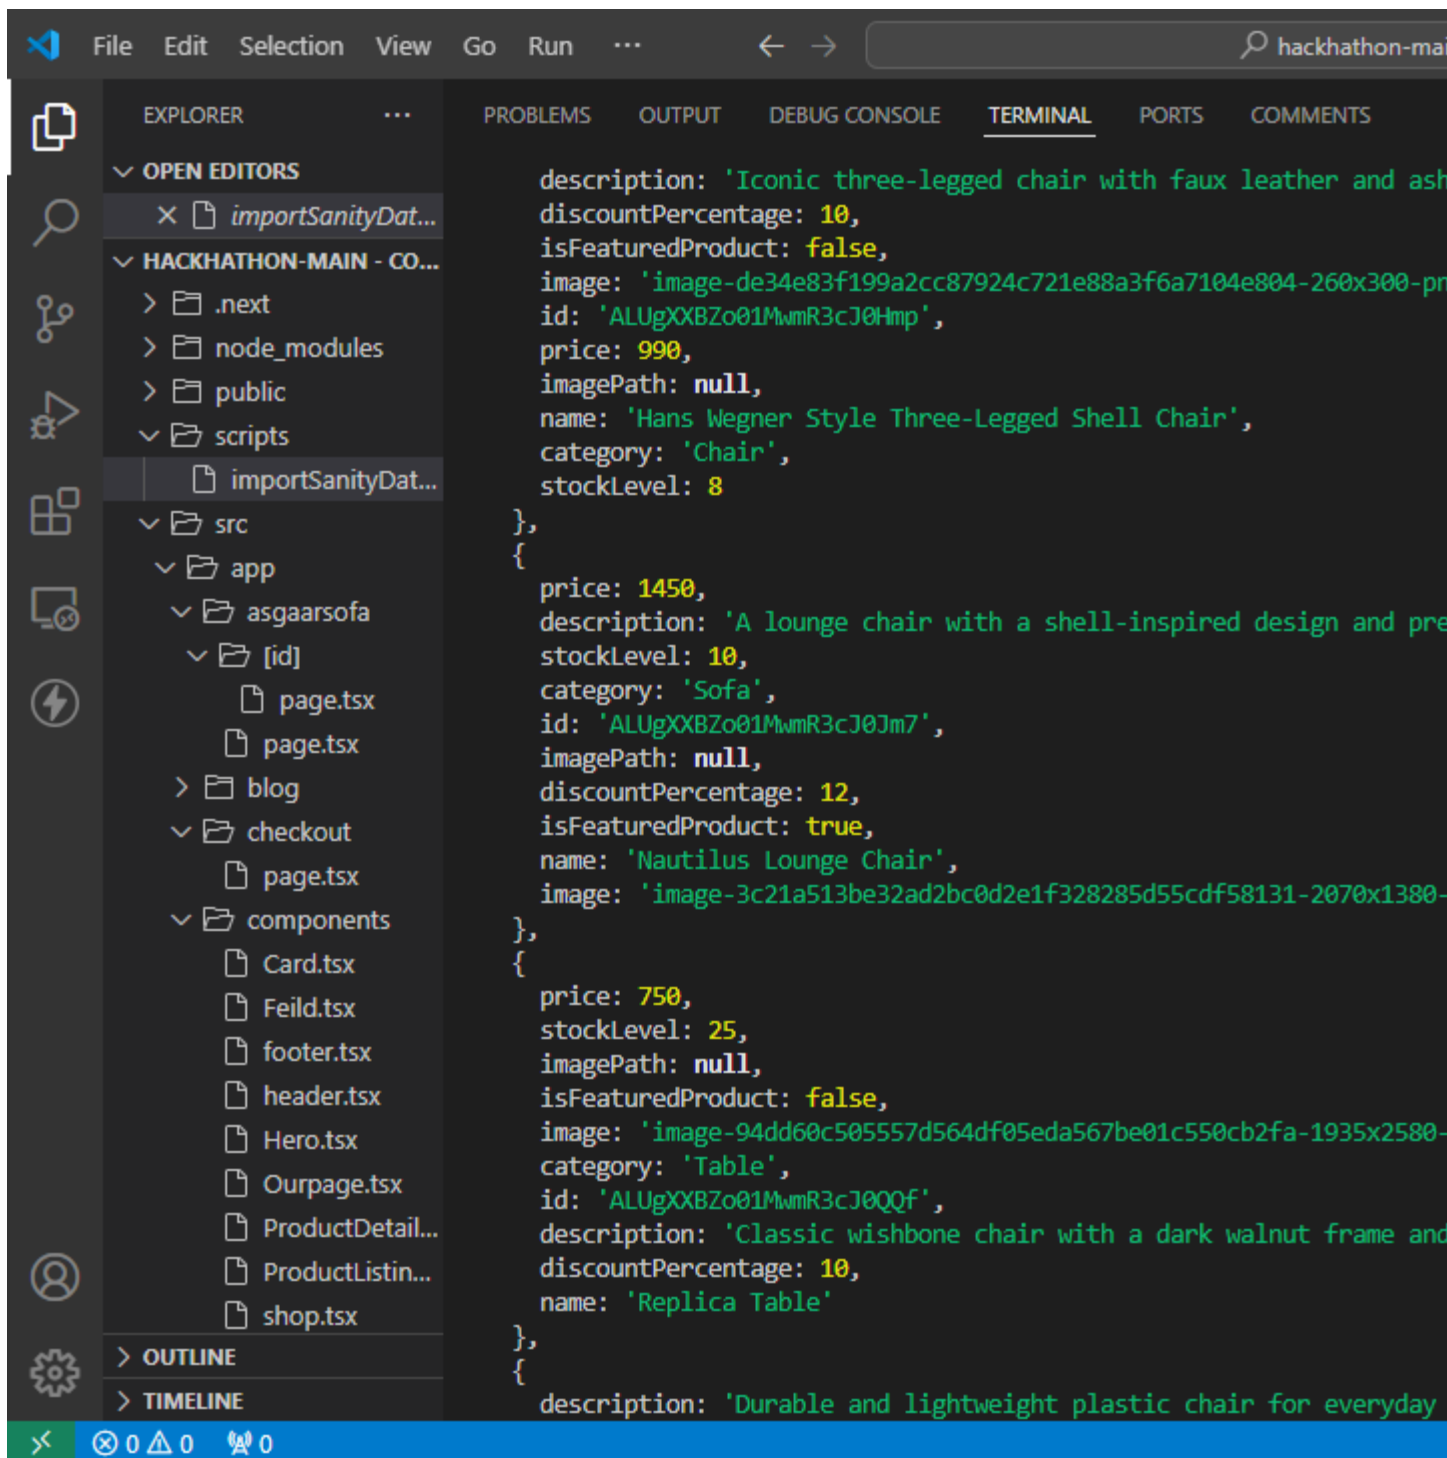 File Edit Selection View Go Run ··· ← → hackhathon-mai
EXPLORER ···
OPEN EDITORS
importSanityDat...
HACKHATHON-MAIN - CO...
.next
node_modules
public
scripts
importSanityDat...
src
app
asgaarsofa
[id]
page.tsx
page.tsx
blog
checkout
page.tsx
components
Card.tsx
Feild.tsx
footer.tsx
header.tsx
Hero.tsx
Ourpage.tsx
ProductDetail...
ProductListin...
shop.tsx
OUTLINE
TIMELINE
PROBLEMS OUTPUT DEBUG CONSOLE TERMINAL PORTS COMMENTS
description: 'Iconic three-legged chair with faux leather and ash
discountPercentage: 10,
isFeaturedProduct: false,
image: 'image-de34e83f199a2cc87924c721e88a3f6a7104e804-260x300-pn
id: 'ALUgXXBZo01MwmR3cJ0Hmp',
price: 990,
imagePath: null,
name: 'Hans Wegner Style Three-Legged Shell Chair',
category: 'Chair',
stockLevel: 8
},
{
price: 1450,
description: 'A lounge chair with a shell-inspired design and pre
stockLevel: 10,
category: 'Sofa',
id: 'ALUgXXBZo01MwmR3cJ0Jm7',
imagePath: null,
discountPercentage: 12,
isFeaturedProduct: true,
name: 'Nautilus Lounge Chair',
image: 'image-3c21a513be32ad2bc0d2e1f328285d55cdf58131-2070x1380-
},
{
price: 750,
stockLevel: 25,
imagePath: null,
isFeaturedProduct: false,
image: 'image-94dd60c505557d564df05eda567be01c550cb2fa-1935x2580-
category: 'Table',
id: 'ALUgXXBZo01MwmR3cJ0QQf',
description: 'Classic wishbone chair with a dark walnut frame and
discountPercentage: 10,
name: 'Replica Table'
},
{
description: 'Durable and lightweight plastic chair for everyday
0 0 0